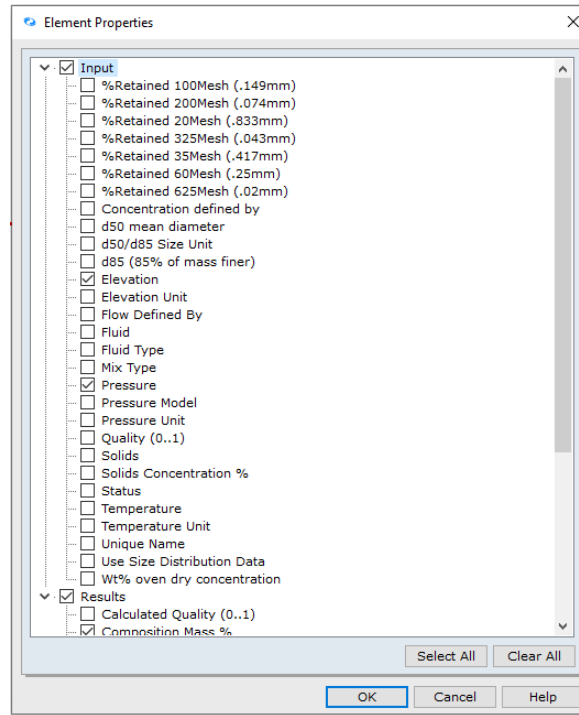 Element Properties
Input
%Retained 100Mesh (.149mm)
%Retained 200Mesh (.074mm)
%Retained 20Mesh (.833mm)
%Retained 325Mesh (.043mm)
%Retained 35Mesh (.417mm)
%Retained 60Mesh (.25mm)
%Retained 625Mesh (.02mm)
Concentration defined by
d50 mean diameter
d50/d85 Size Unit
d85 (85% of mass finer)
Elevation
Elevation Unit
Flow Defined By
Fluid
Fluid Type
Mix Type
Pressure
Pressure Model
Pressure Unit
Quality (0..1)
Solids
Solids Concentration %
Status
Temperature
Temperature Unit
Unique Name
Use Size Distribution Data
Wt% oven dry concentration
Results
Calculated Quality (0..1)
Composition Mass %
Select All Clear All
OK Cancel Help